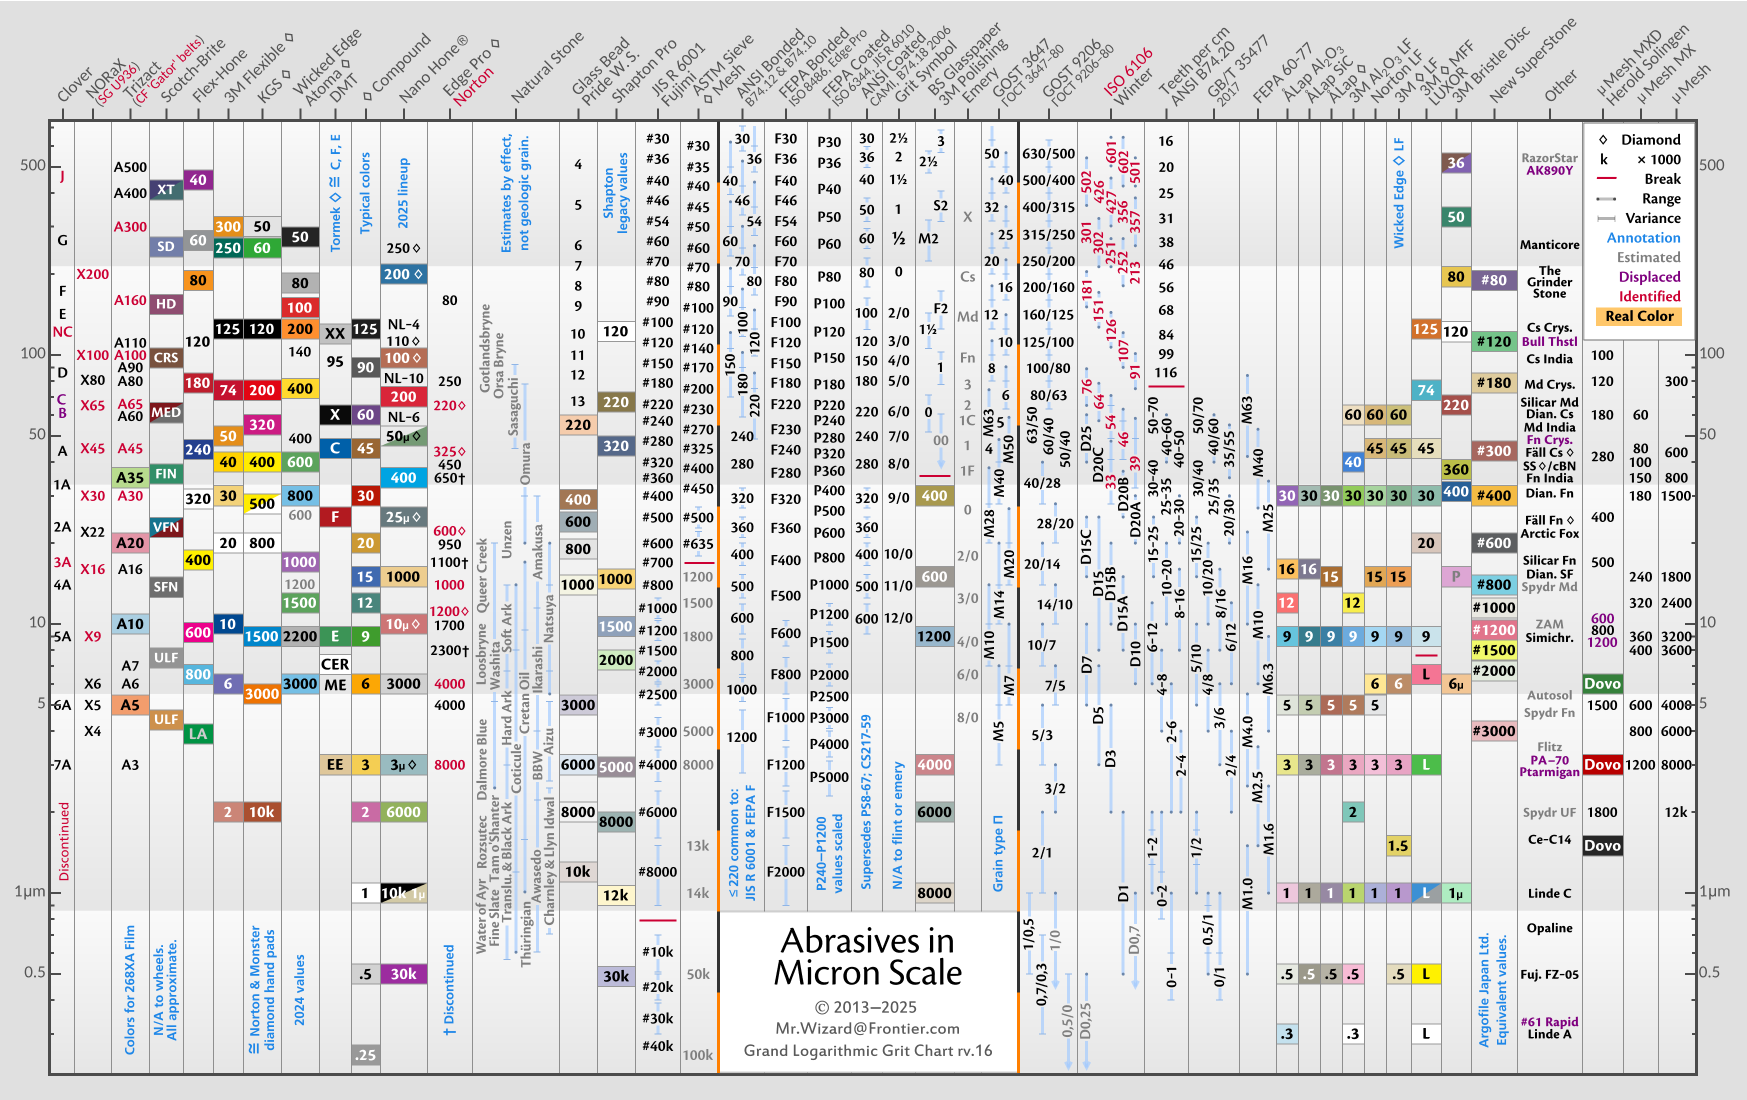 Clover
NORaX
(SG U936)
Trizact
(CF 'Gator' belts)
Scotch-Brite
Flex-Hone
3M Flexible ◊
KGS ◊
Wicked Edge
Atoma ◊
DMT
◊ Compound
Nano Hone®
Edge Pro ◊
Norton
Natural Stone
Glass Bead
Pride W. S.
Shapton Pro
JIS R 6001
Fujimi
ASTM Sieve
◊ Mesh
ANSI Bonded
B74.12 & B74.10
FEPA Bonded
ISO 8486, Edge Pro
FEPA Coated
ISO 6344, JIS R 6010
ANSI Coated
CAMI, B74.18 2006
Grit Symbol
BS Glasspaper
3M Polishing
Emery
GOST 3647
ГОСТ 3647-80
GOST 9206
ГОСТ 9206-80
ISO 6106
Winter
Teeth per cm
ANSI B74.20
GB/T 35477
2017
FEPA 60-77
ÅLap Al₂O₃
ÅLap SiC
ÅLap ◊
3M Al₂O₃ LF
Norton LF
3M ◊ LF
LUXOR
3M ◊ MFF
3M Bristle Disc
New SuperStone
Other
µMesh MXD
Herold Solingen
µMesh MX
µMesh
500
100
50
10
5
1µm
0.5
J
G
F
E
NC
D
C
B
A
1A
2A
3A
4A
5A
6A
7A
Discontinued
X200
X100
X80
X65
X45
X30
X22
X16
X9
X6
X5
X4
A500
A400
A300
A160
A110
A100
A90
A80
A65
A60
A45
A35
A30
A20
A16
A10
A7
A6
A5
A3
Colors for 268XA Film
XT
SD
HD
CRS
MED
FIN
VFN
SFN
ULF
ULF
N/A to wheels.
All approximate.
40
60
80
120
180
240
320
400
600
800
LA
300
250
125
74
50
40
30
20
10
6
2
50
60
120
200
320
400
500
800
1500
3000
10k
≅ Norton & Monster
diamond hand pads
50
80
100
200
140
400
400
600
800
600
1000
1200
1500
2200
3000
2024 values
Tormek ◊ ≅ C, F, E
XX
95
X
C
F
E
CER
ME
EE
Typical colors
125
90
60
45
30
20
15
12
9
6
3
2
1
.5
.25
2025 lineup
250 ◊
200 ◊
NL-4
110 ◊
100 ◊
NL-10
200
NL-6
50µ ◊
400
25µ ◊
1000
10µ ◊
3000
3µ ◊
6000
10k 1µ
30k
80
250
220◊
325◊
450
650†
600◊
950
1100†
1000
1200◊
1700
2300†
4000
4000
8000
† Discontinued
Estimates by effect,
not geologic grain.
Gotlandsbryne
Orsa Bryne
Sasaguchi
Omura
Unzen
Amakusa
Queer Creek
Loosbryne
Washita
Soft Ark
Natsuya
Ikarashi
Cretan Oil
Hard Ark
Dalmore Blue
Coticule
BBW
Aizu
Rozsutec
Water of Ayr
Tam o'Shanter
Fine Slate
Translu. & Black Ark
Thüringian
Awasedo
Charnley & Llyn Idwal
4
5
6
7
8
9
10
11
12
13
220
400
600
800
1000
3000
6000
8000
10k
Shapton
legacy values
120
220
320
1000
1500
2000
5000
8000
12k
30k
#30
#36
#40
#46
#54
#60
#70
#80
#90
#100
#120
#150
#180
#220
#240
#280
#320
#360
#400
#500
#600
#700
#800
#1000
#1200
#1500
#2000
#2500
#3000
#4000
#6000
#8000
#10k
#20k
#30k
#40k
#30
#35
#40
#45
#50
#60
#70
#80
#100
#120
#140
#170
#200
#230
#270
#325
#400
#450
#500
#635
1200
1500
1800
3000
5000
8000
13k
14k
50k
100k
30
36
40
46
54
60
70
80
90
100
120
150
180
220
240
280
320
360
400
500
600
800
1000
1200
≤ 220 common to:
JIS R 6001 & FEPA F
F30
F36
F40
F46
F54
F60
F70
F80
F90
F100
F120
F150
F180
F220
F230
F240
F280
F320
F360
F400
F500
F600
F800
F1000
F1200
F1500
F2000
P30
P36
P40
P50
P60
P80
P100
P120
P150
P180
P220
P240
P280
P320
P360
P400
P500
P600
P800
P1000
P1200
P1500
P2000
P2500
P3000
P4000
P5000
P240–P1200
values scaled
30
36
40
50
60
80
100
120
150
180
220
240
280
320
360
400
500
600
Supersedes PS8-67; CS217-59
2½
2
1½
1
½
0
2/0
3/0
4/0
5/0
6/0
7/0
8/0
9/0
10/0
11/0
12/0
N/A to flint or emery
3
2½
S2
M2
F2
1½
1
0
00
400
600
1200
4000
6000
8000
X
Cs
Md
Fn
3
2
1C
1
1F
0
2/0
3/0
4/0
6/0
8/0
50
40
32
25
20
16
12
10
8
6
M63
5
4
M50
M40
M28
M20
M14
M10
M7
M5
Grain type П
630/500
500/400
400/315
315/250
250/200
200/160
160/125
125/100
100/80
80/63
63/50
60/40
50/40
40/28
28/20
20/14
14/10
10/7
7/5
5/3
3/2
2/1
1/0,5
1/0
0,7/0,3
0,5/0
601
602
501
502
426
427
356
357
301
302
251
252
213
181
151
126
107
91
76
64
54
46
39
33
D25
D20C
D20B
D20A
D15C
D15
D15B
D15A
D10
D7
D5
D3
D1
D0,7
D0,25
16
20
25
31
38
46
56
68
84
99
116
50-70
40-60
40-50
30-40
25-35
20-30
15-25
10-20
8-16
6-12
4-8
2-6
2-4
1-2
0-2
0-1
50/70
40/60
35/55
30/40
25/35
20/30
15/25
10/20
8/16
6/12
5/10
4/8
3/6
2/4
1/2
0.5/1
0/1
M63
M40
M25
M16
M10
M6.3
M4.0
M2.5
M1.6
M1.0
30
16
12
9
5
3
1
.5
.3
30
16
9
5
3
1
.5
30
15
9
5
3
1
.5
60
40
30
12
9
5
3
2
1
.5
.3
60
45
30
15
9
6
5
3
1
Wicked Edge ◊ LF
60
45
30
15
9
6
3
1.5
1
.5
125
74
45
30
20
9
L
L
L
L
L
36
50
80
120
220
360
400
P
6µ
1µ
#80
#120
#180
#300
#400
#600
#800
#1000
#1200
#1500
#2000
#3000
Argofile Japan Ltd.
Equivalent values.
RazorStar
AK890Y
Manticore
The
Grinder
Stone
Cs Crys.
Bull Thstl
Cs India
Md Crys.
Silicar Md
Dian. Cs
Md India
Fn Crys.
Fäll Cs ◊
SS ◊/cBN
Fn India
Dian. Fn
Fäll Fn ◊
Arctic Fox
Silicar Fn
Dian. SF
Spydr Md
ZAM
Simichr.
Autosol
Spydr Fn
Flitz
PA–70
Ptarmigan
Spydr UF
Ce-C14
Linde C
Opaline
Fuj. FZ-05
#61 Rapid
Linde A
◊ Diamond
k × 1000
Break
Range
Variance
Annotation
Estimated
Displaced
Identified
Real Color
100
120
180
280
400
500
600
800
1200
Dovo
1500
Dovo
1800
Dovo
60
80
100
150
180
240
320
360
400
600
800
1200
300
600
800
1500
1800
2400
3200
3600
4000
6000
8000
12k
500
100
50
10
5
1µm
0.5
Abrasives in
Micron Scale
© 2013–2025
Mr.Wizard@Frontier.com
Grand Logarithmic Grit Chart rv.16